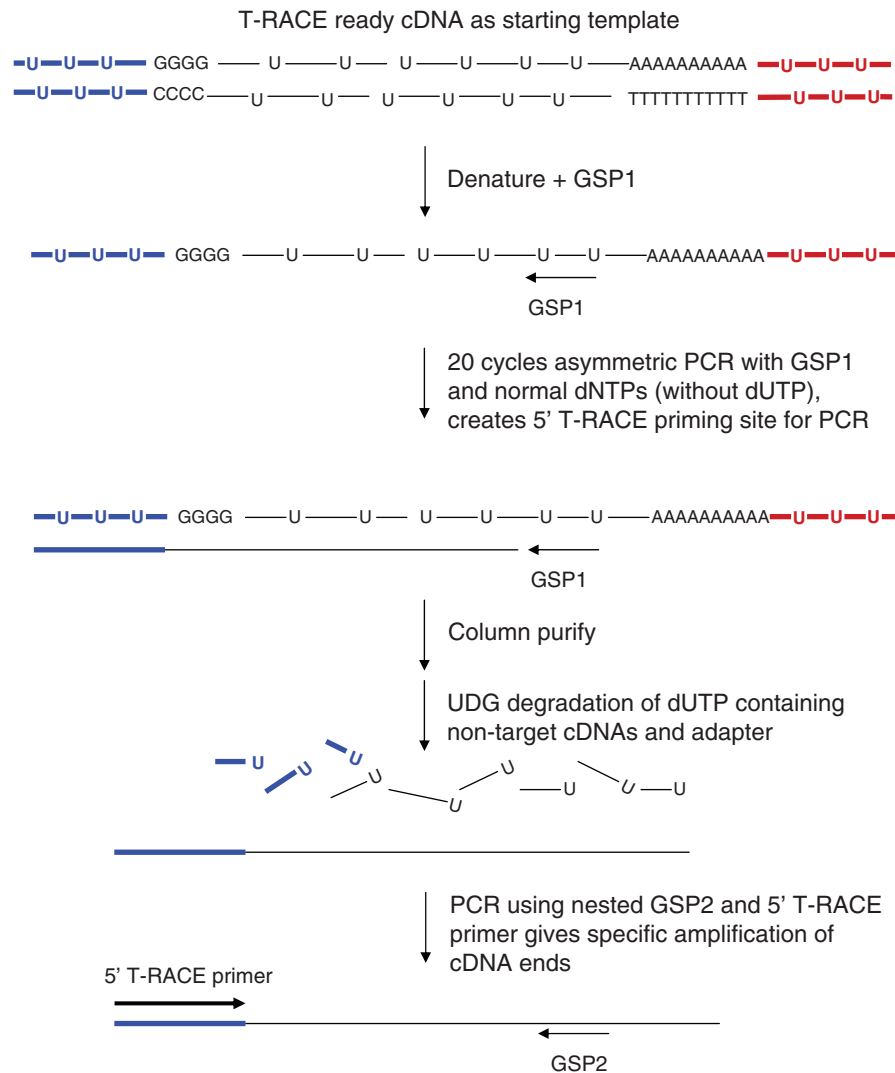 T-RACE ready cDNA as starting template
U U U GGGG U U U U U U AAAAAAAAAA U U U
U U U CCCC U U U U U U TTTTTTTTTTT U U U
Denature + GSP1
U U U GGGG U U U U U U AAAAAAAAAA U U U
GSP1
20 cycles asymmetric PCR with GSP1
and normal dNTPs (without dUTP),
creates 5' T-RACE priming site for PCR
U U U GGGG U U U U U U AAAAAAAAAA U U U
GSP1
Column purify
UDG degradation of dUTP containing
non-target cDNAs and adapter
U U U U U U U U U
PCR using nested GSP2 and 5' T-RACE
primer gives specific amplification of
cDNA ends
5' T-RACE primer
GSP2